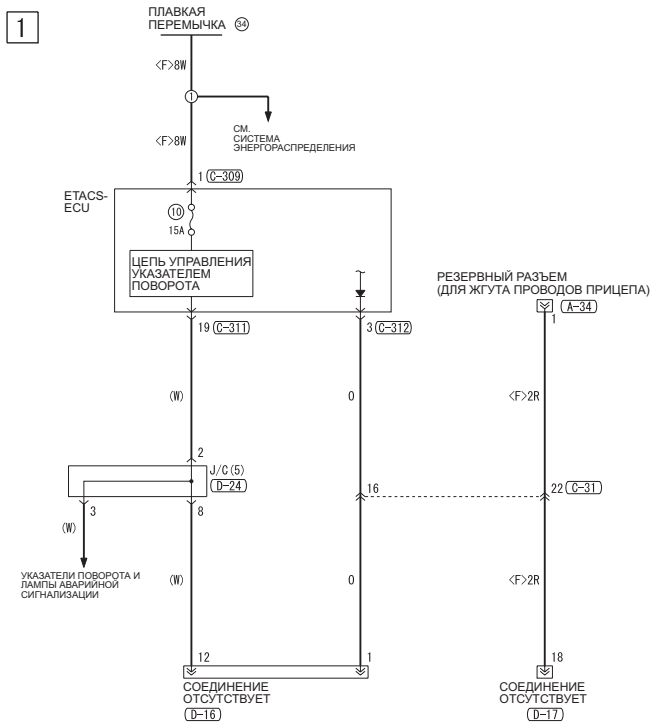 1
ПЛАВКАЯ
ПЕРЕМЫЧКА 34
<F>8W
1
СМ.
СИСТЕМА
ЭНЕРГОРАСПРЕДЕЛЕНИЯ
<F>8W
1 C-309
ETACS-
ECU
10
15A
ЦЕПЬ УПРАВЛЕНИЯ
УКАЗАТЕЛЕМ
ПОВОРОТА
РЕЗЕРВНЫЙ РАЗЪЕМ
(ДЛЯ ЖГУТА ПРОВОДОВ ПРИЦЕПА)
A-34
1
19 C-311
3 C-312
(W)
O
<F>2R
2
J/C(5)
D-24
16
22 C-31
3
8
(W)
УКАЗАТЕЛИ ПОВОРОТА И
ЛАМПЫ АВАРИЙНОЙ
СИГНАЛИЗАЦИИ
(W)
O
<F>2R
12
1
18
СОЕДИНЕНИЕ
ОТСУТСТВУЕТ
D-16
СОЕДИНЕНИЕ
ОТСУТСТВУЕТ
D-17